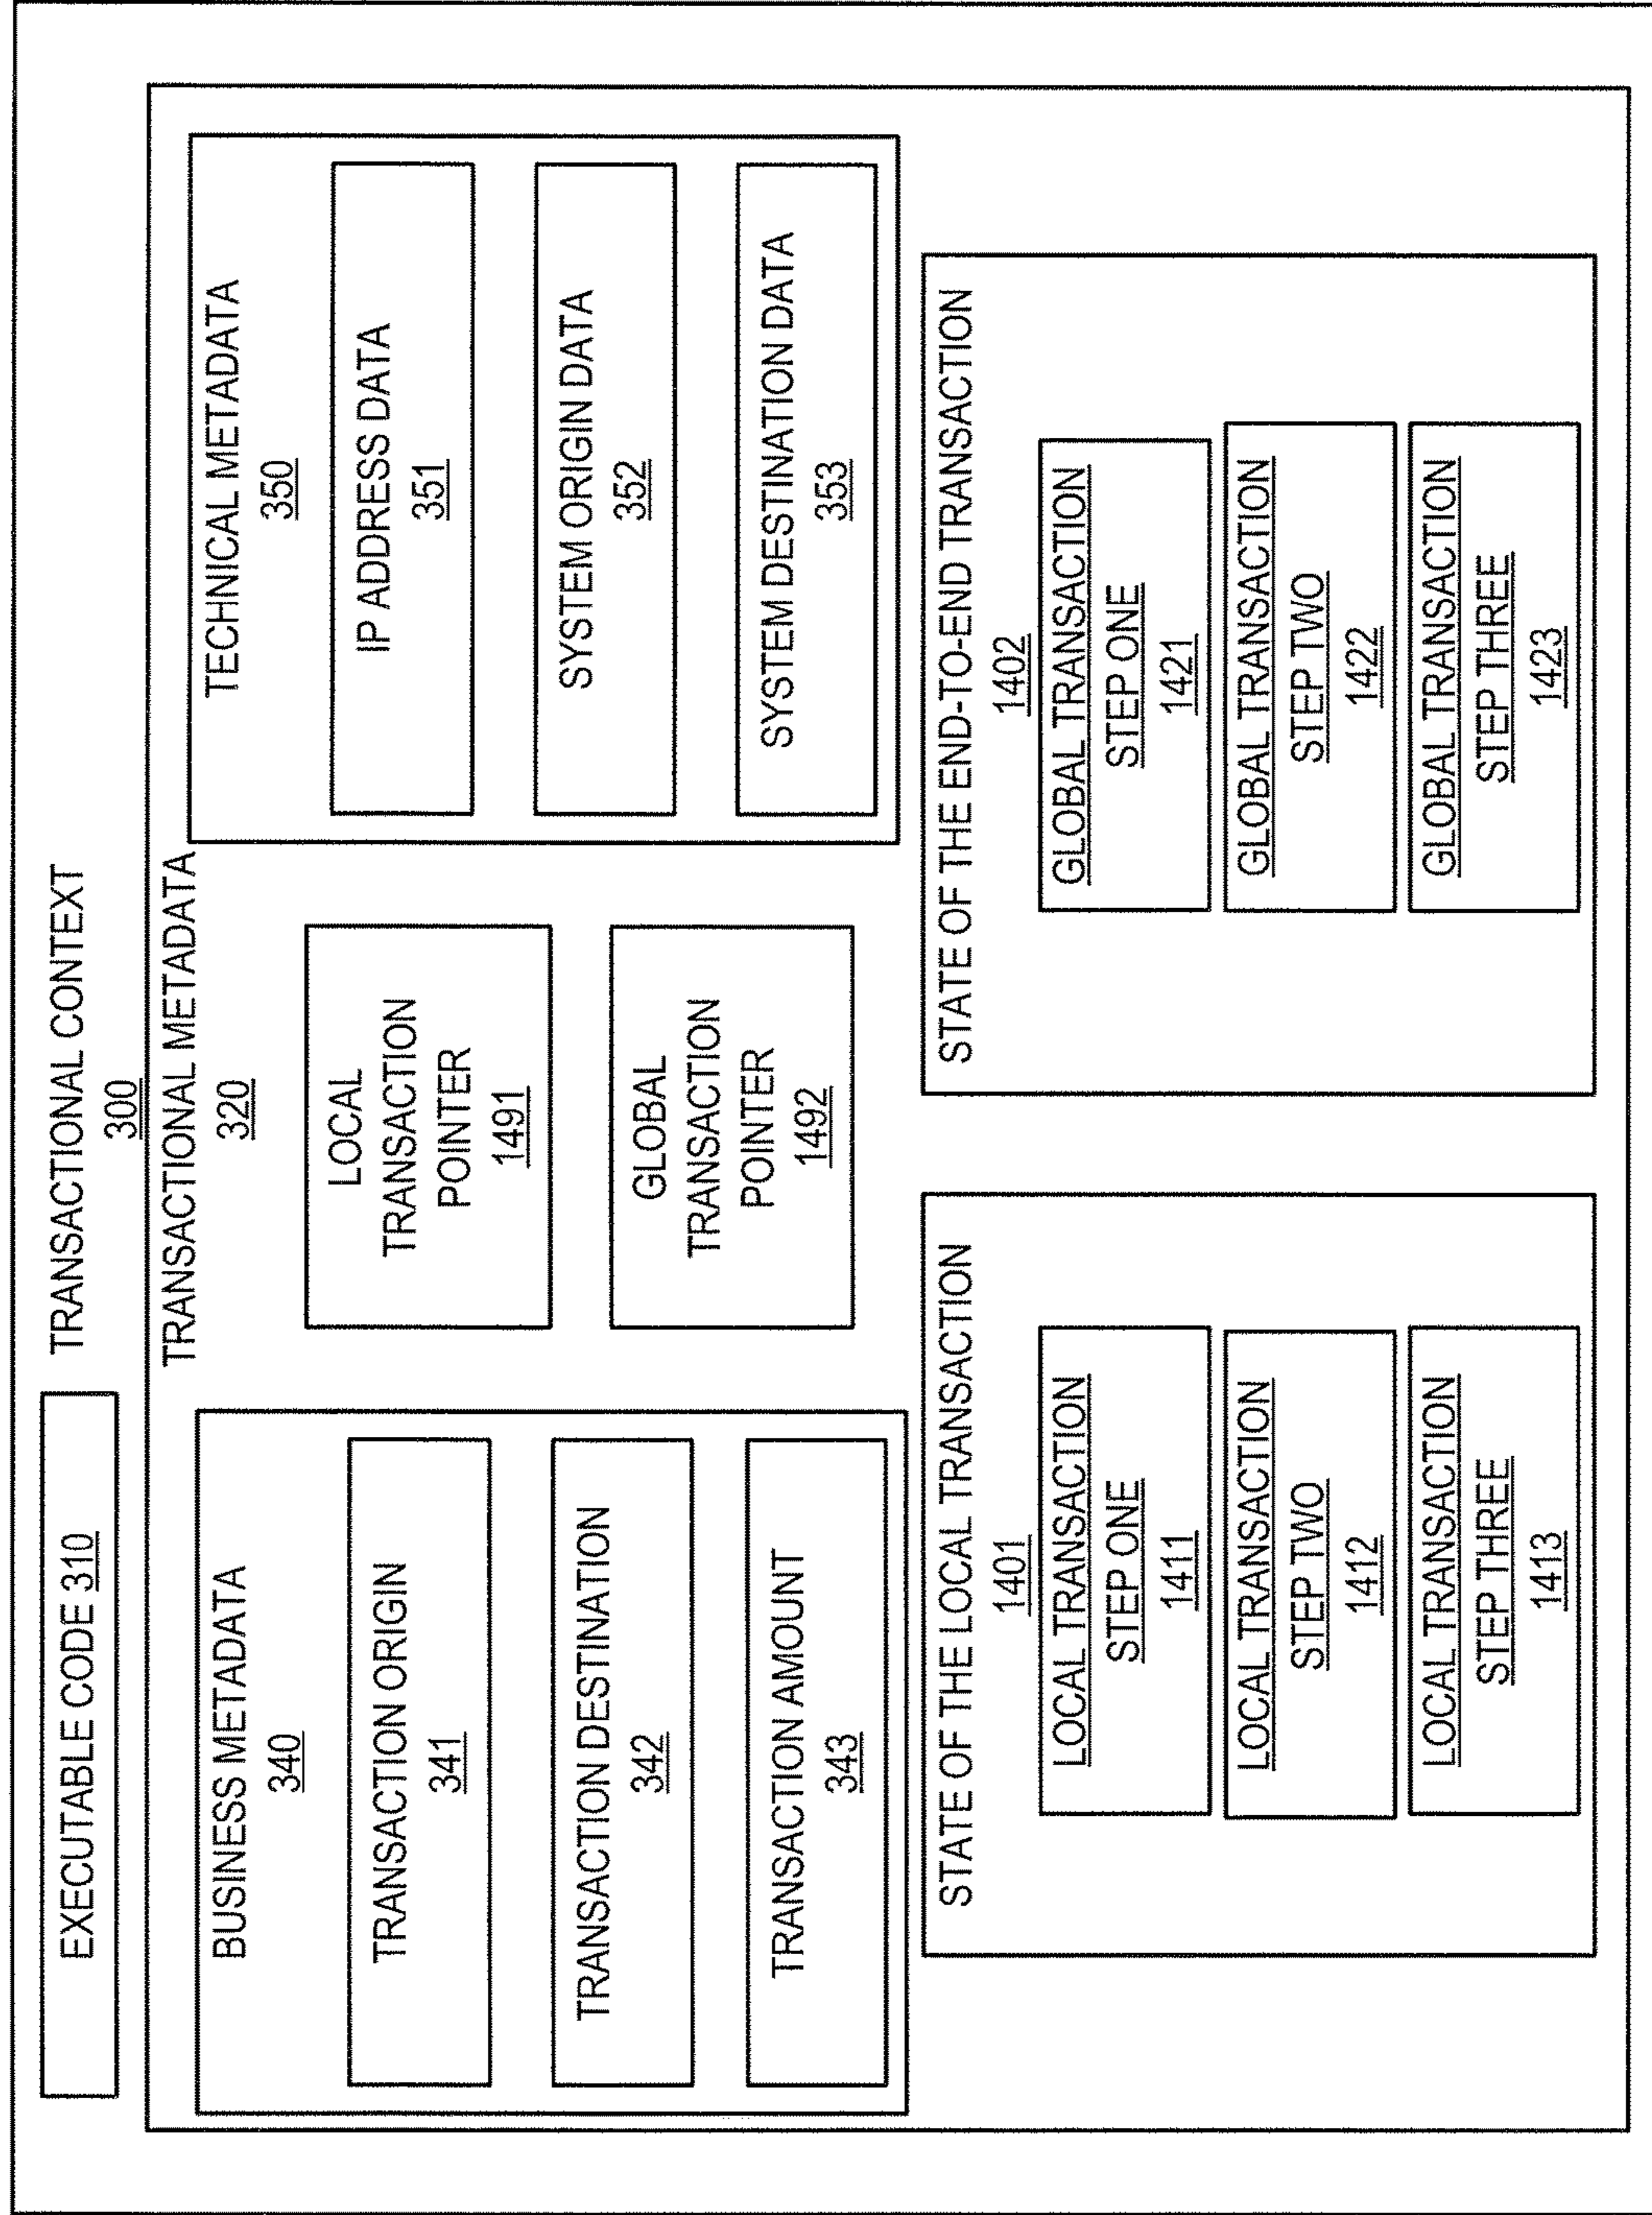 EXECUTABLE CODE 310
TRANSACTIONAL CONTEXT
300
TRANSACTIONAL METADATA
320
BUSINESS METADATA
340
TRANSACTION ORIGIN
341
TRANSACTION DESTINATION
342
TRANSACTION AMOUNT
343
LOCAL
TRANSACTION
POINTER
1491
GLOBAL
TRANSACTION
POINTER
1492
TECHNICAL METADATA
350
IP ADDRESS DATA
351
SYSTEM ORIGIN DATA
352
SYSTEM DESTINATION DATA
353
STATE OF THE LOCAL TRANSACTION
1401
LOCAL TRANSACTION
STEP ONE
1411
LOCAL TRANSACTION
STEP TWO
1412
LOCAL TRANSACTION
STEP THREE
1413
STATE OF THE END-TO-END TRANSACTION
1402
GLOBAL TRANSACTION
STEP ONE
1421
GLOBAL TRANSACTION
STEP TWO
1422
GLOBAL TRANSACTION
STEP THREE
1423